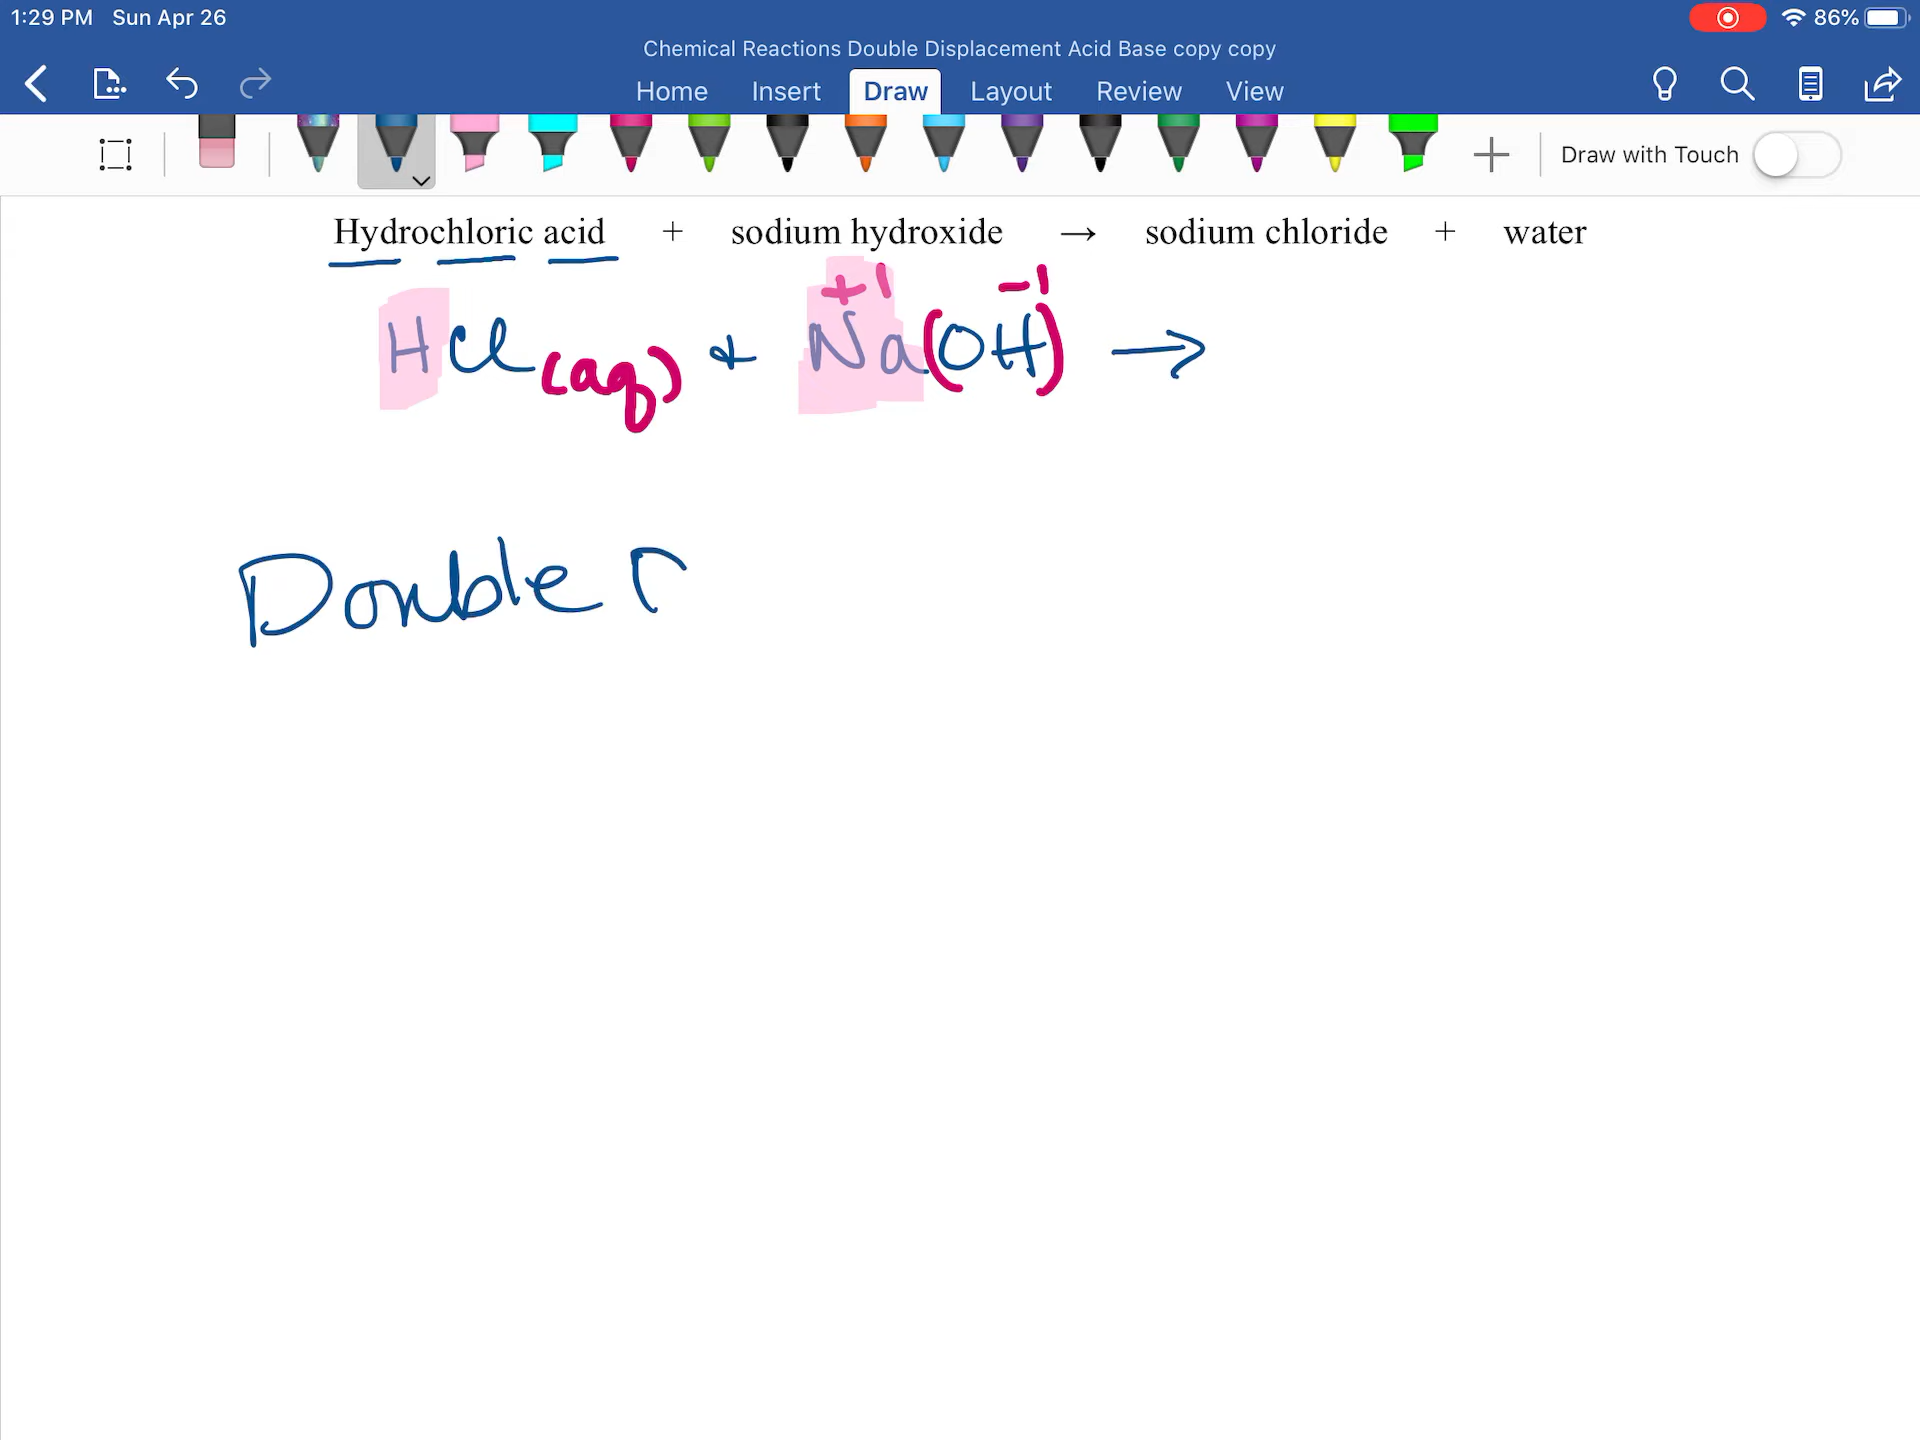 1:29 PM Sun Apr 26 86%
Chemical Reactions Double Displacement Acid Base copy copy
Home Insert Draw Layout Review View
Draw with Touch
Hydrochloric acid + sodium hydroxide → sodium chloride + water
+1 -1
HCl(aq) + Na(OH) →
Double